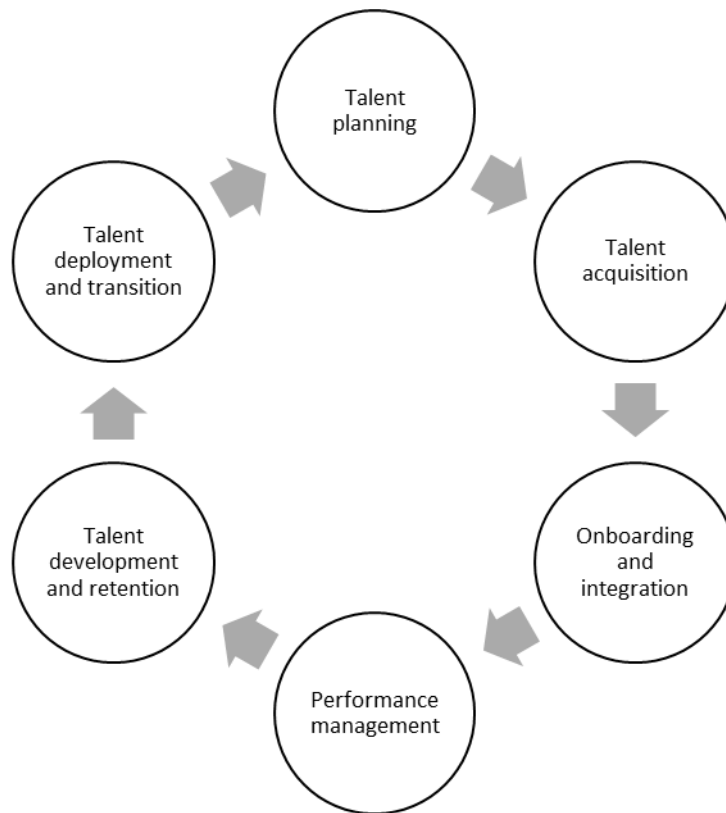 Talent
planning
Talent
acquisition
Onboarding
and
integration
Performance
management
Talent
development
and retention
Talent
deployment
and transition